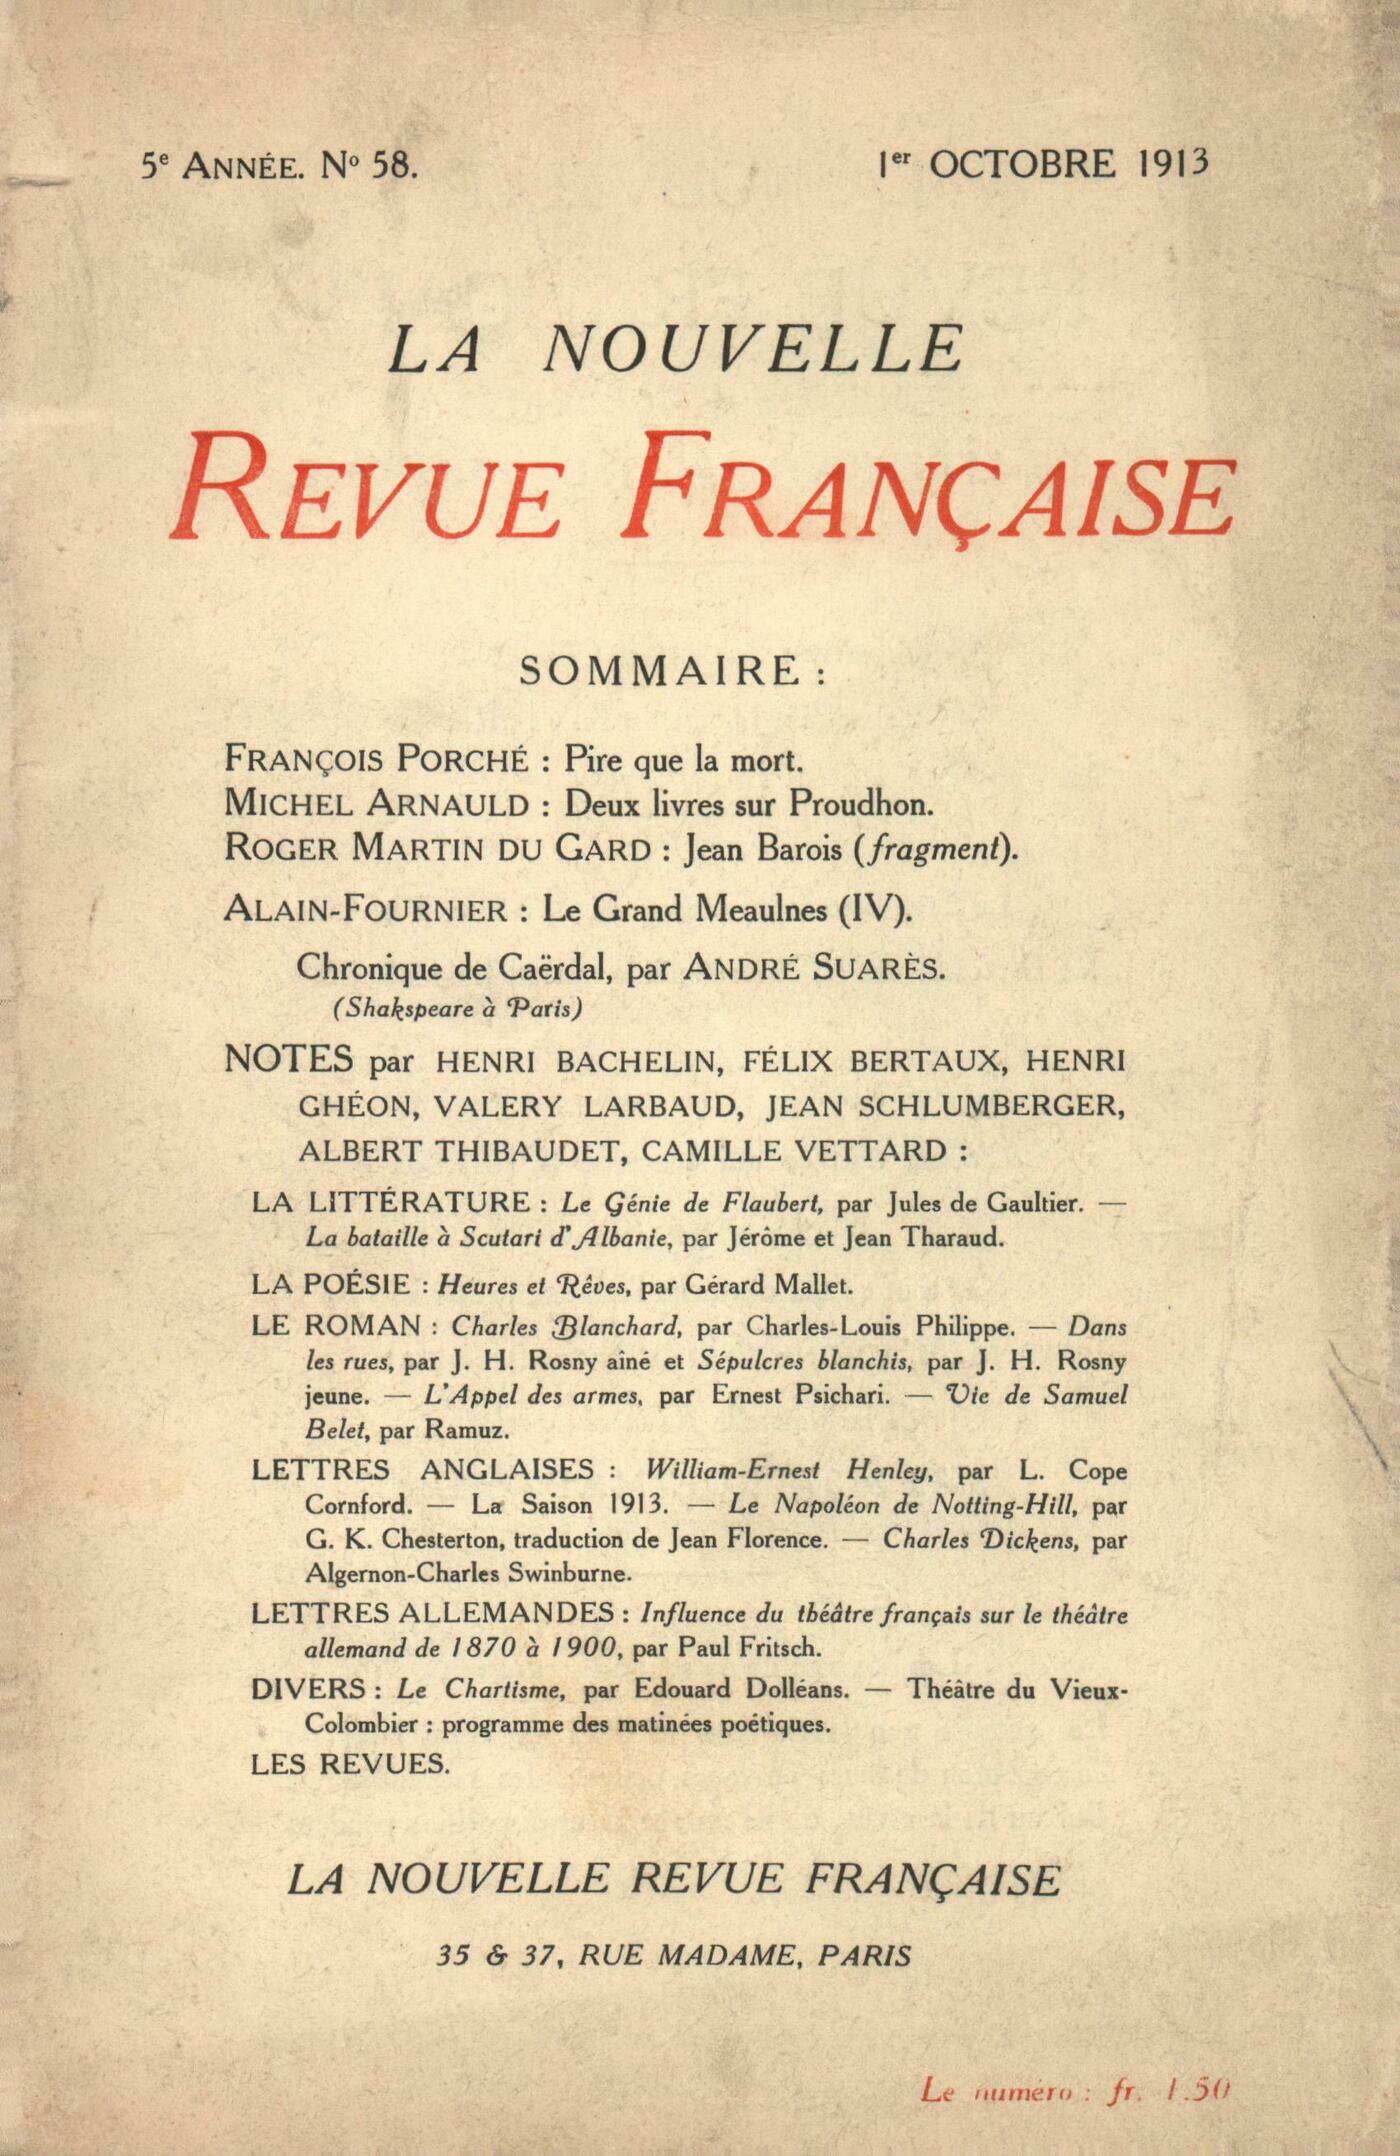 5e ANNÉE. No 58.
1er OCTOBRE 1913
LA NOUVELLE
REVUE FRANÇAISE
SOMMAIRE :
FRANÇOIS PORCHÉ : Pire que la mort.
MICHEL ARNAULD : Deux livres sur Proudhon.
ROGER MARTIN DU GARD : Jean Barois (fragment).
ALAIN-FOURNIER : Le Grand Meaulnes (IV).
Chronique de Caërdal, par ANDRÉ SUARÈS.
(Shakspeare à Paris)
NOTES par HENRI BACHELIN, FÉLIX BERTAUX, HENRI
GHÉON, VALERY LARBAUD, JEAN SCHLUMBERGER,
ALBERT THIBAUDET, CAMILLE VETTARD :
LA LITTÉRATURE : Le Génie de Flaubert, par Jules de Gaultier. —
La bataille à Scutari d'Albanie, par Jérôme et Jean Tharaud.
LA POÉSIE : Heures et Rêves, par Gérard Mallet.
LE ROMAN : Charles Blanchard, par Charles-Louis Philippe. — Dans
les rues, par J. H. Rosny aîné et Sépulcres blanchis, par J. H. Rosny
jeune. — L'Appel des armes, par Ernest Psichari. — Vie de Samuel
Belet, par Ramuz.
LETTRES ANGLAISES : William-Ernest Henley, par L. Cope
Cornford. — La Saison 1913. — Le Napoléon de Notting-Hill, par
G. K. Chesterton, traduction de Jean Florence. — Charles Dickens, par
Algernon-Charles Swinburne.
LETTRES ALLEMANDES : Influence du théâtre français sur le théâtre
allemand de 1870 à 1900, par Paul Fritsch.
DIVERS : Le Chartisme, par Edouard Dolléans. — Théâtre du Vieux-
Colombier : programme des matinées poétiques.
LES REVUES.
LA NOUVELLE REVUE FRANÇAISE
35 & 37, RUE MADAME, PARIS
Le numéro : fr. 1.50